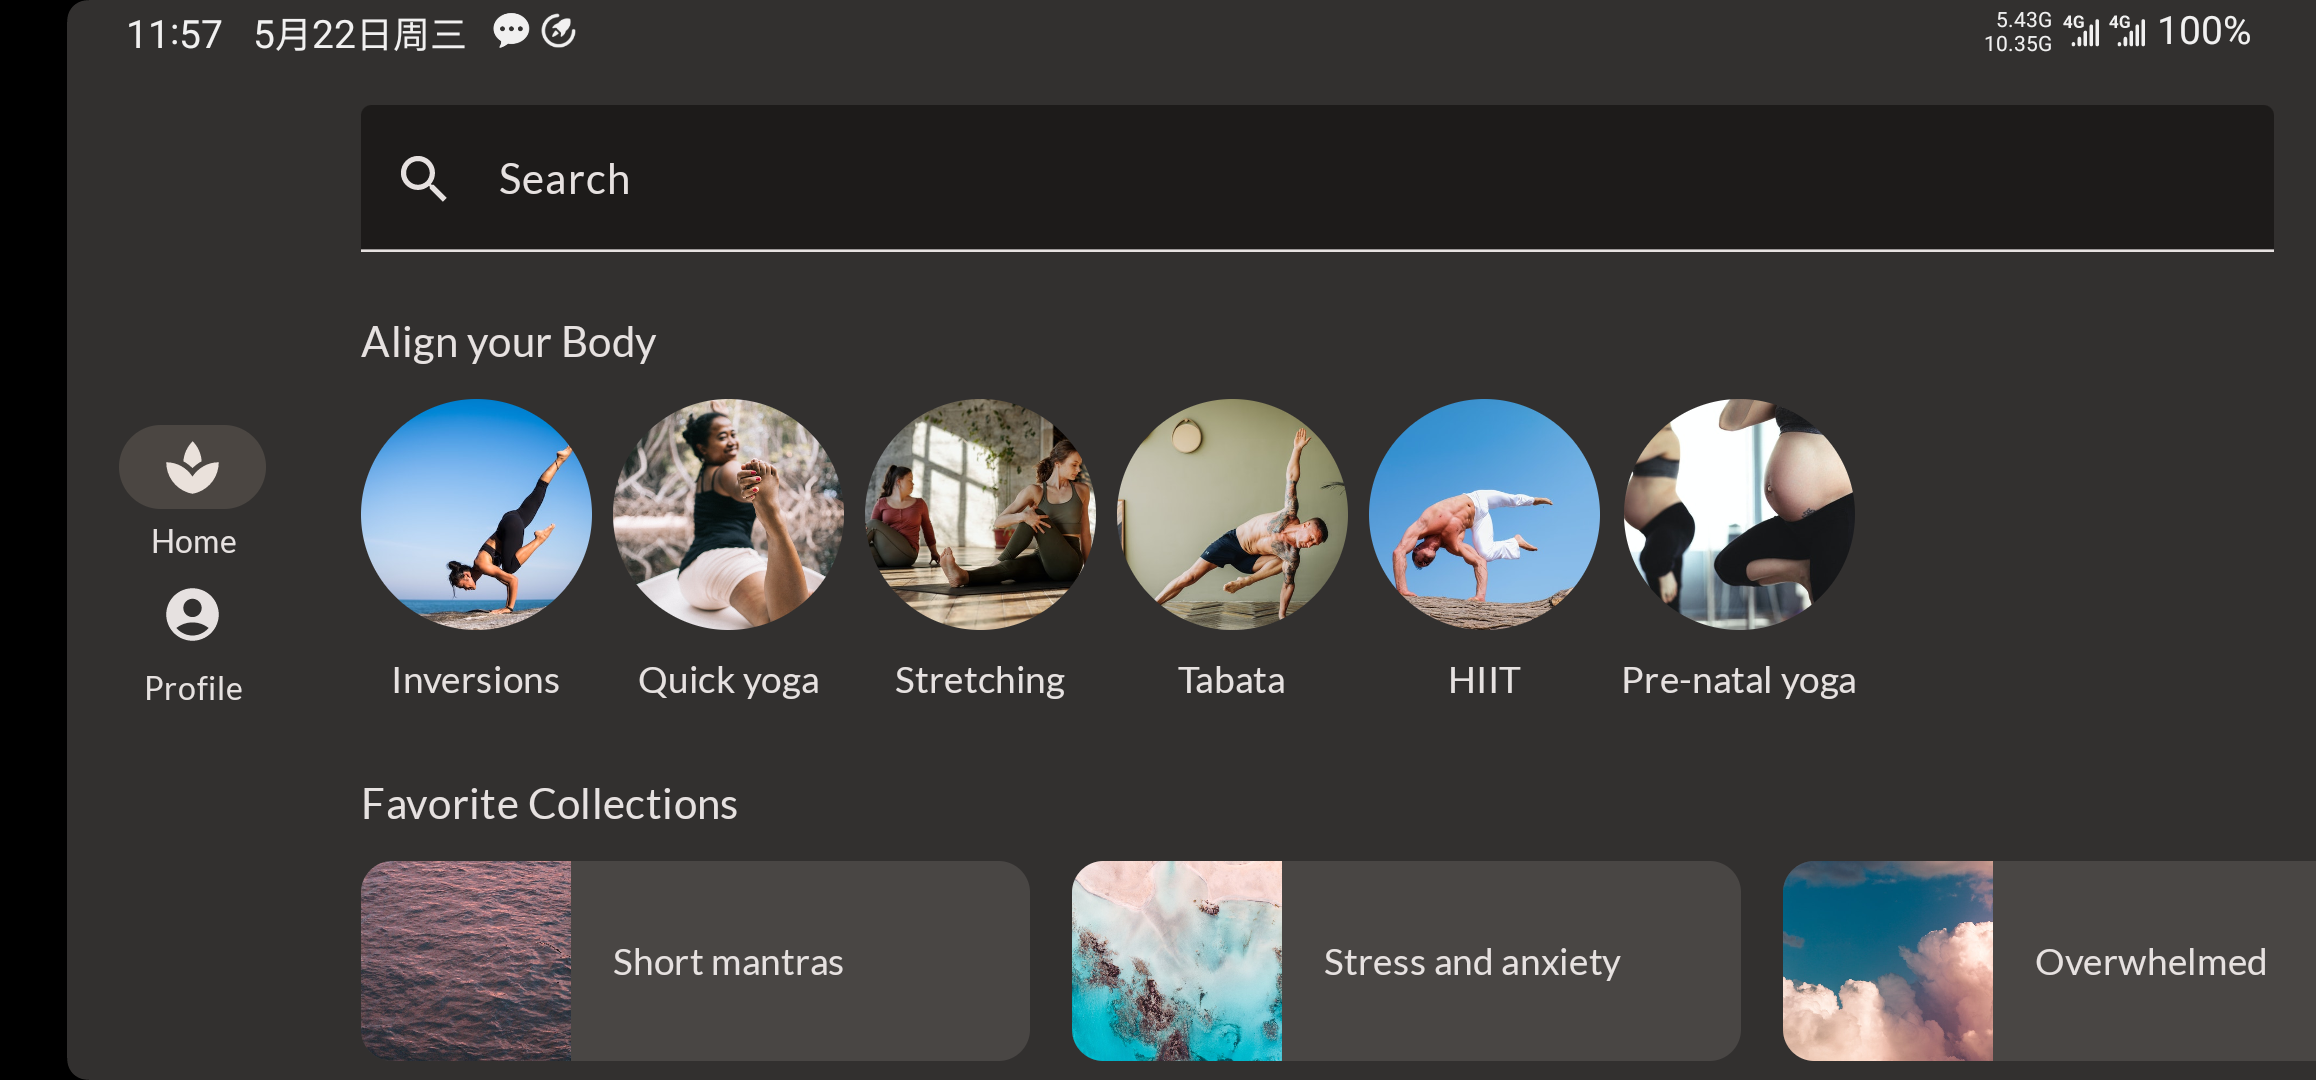 11:57 5月22日周三
5.43G
10.35G
4G 4G 100%
Search
Align your Body
Home
Profile
Inversions
Quick yoga
Stretching
Tabata
HIIT
Pre-natal yoga
Favorite Collections
Short mantras
Stress and anxiety
Overwhelmed